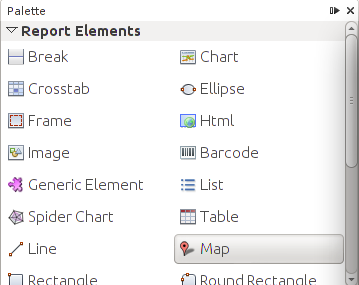 Palette
Report Elements
Break Chart
Crosstab Ellipse
Frame Html
Image Barcode
Generic Element List
Spider Chart Table
Line Map
Rectangle Round Rectangle